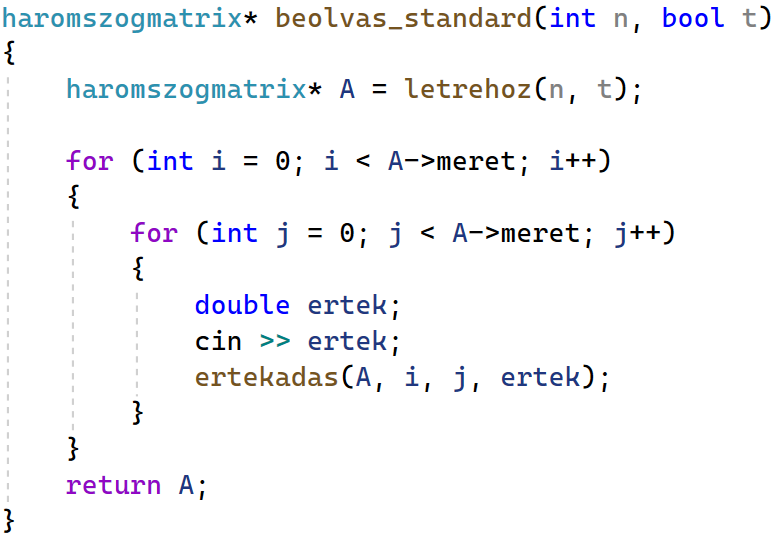 haromszogmatrix* beolvas_standard(int n, bool t)
{
    haromszogmatrix* A = letrehoz(n, t);

    for (int i = 0; i < A->meret; i++)
    {
        for (int j = 0; j < A->meret; j++)
        {
            double ertek;
            cin >> ertek;
            ertekadas(A, i, j, ertek);
        }
    }
    return A;
}